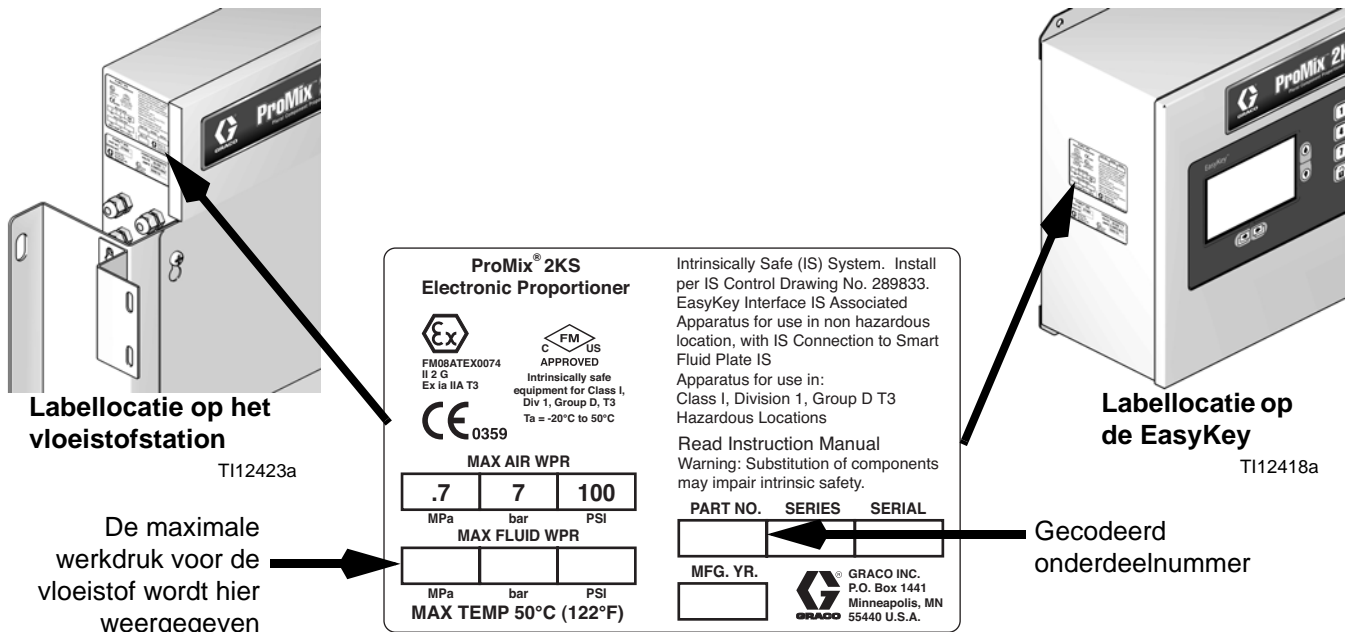 GRACO
ProMix
GRACO
ProMix 2K
EasyKey
Labellocatie op het
vloeistofstation
TI12423a
Labellocatie op
de EasyKey
TI12418a
ProMix® 2KS
Electronic Proportioner
Ex
FM08ATEX0074
II 2 G
Ex ia IIA T3
CE 0359
C FM US
APPROVED
Intrinsically safe
equipment for Class I,
Div 1, Group D, T3
Ta = -20°C to 50°C
MAX AIR WPR
.7 7 100
MPa bar PSI
MAX FLUID WPR
MPa bar PSI
MAX TEMP 50°C (122°F)
Intrinsically Safe (IS) System. Install
per IS Control Drawing No. 289833.
EasyKey Interface IS Associated
Apparatus for use in non hazardous
location, with IS Connection to Smart
Fluid Plate IS
Apparatus for use in:
Class I, Division 1, Group D T3
Hazardous Locations
Read Instruction Manual
Warning: Substitution of components
may impair intrinsic safety.
PART NO. SERIES SERIAL
MFG. YR.
GRACO ®
GRACO INC.
P.O. Box 1441
Minneapolis, MN
55440 U.S.A.
De maximale
werkdruk voor de
vloeistof wordt hier
weergegeven
Gecodeerd
onderdeelnummer